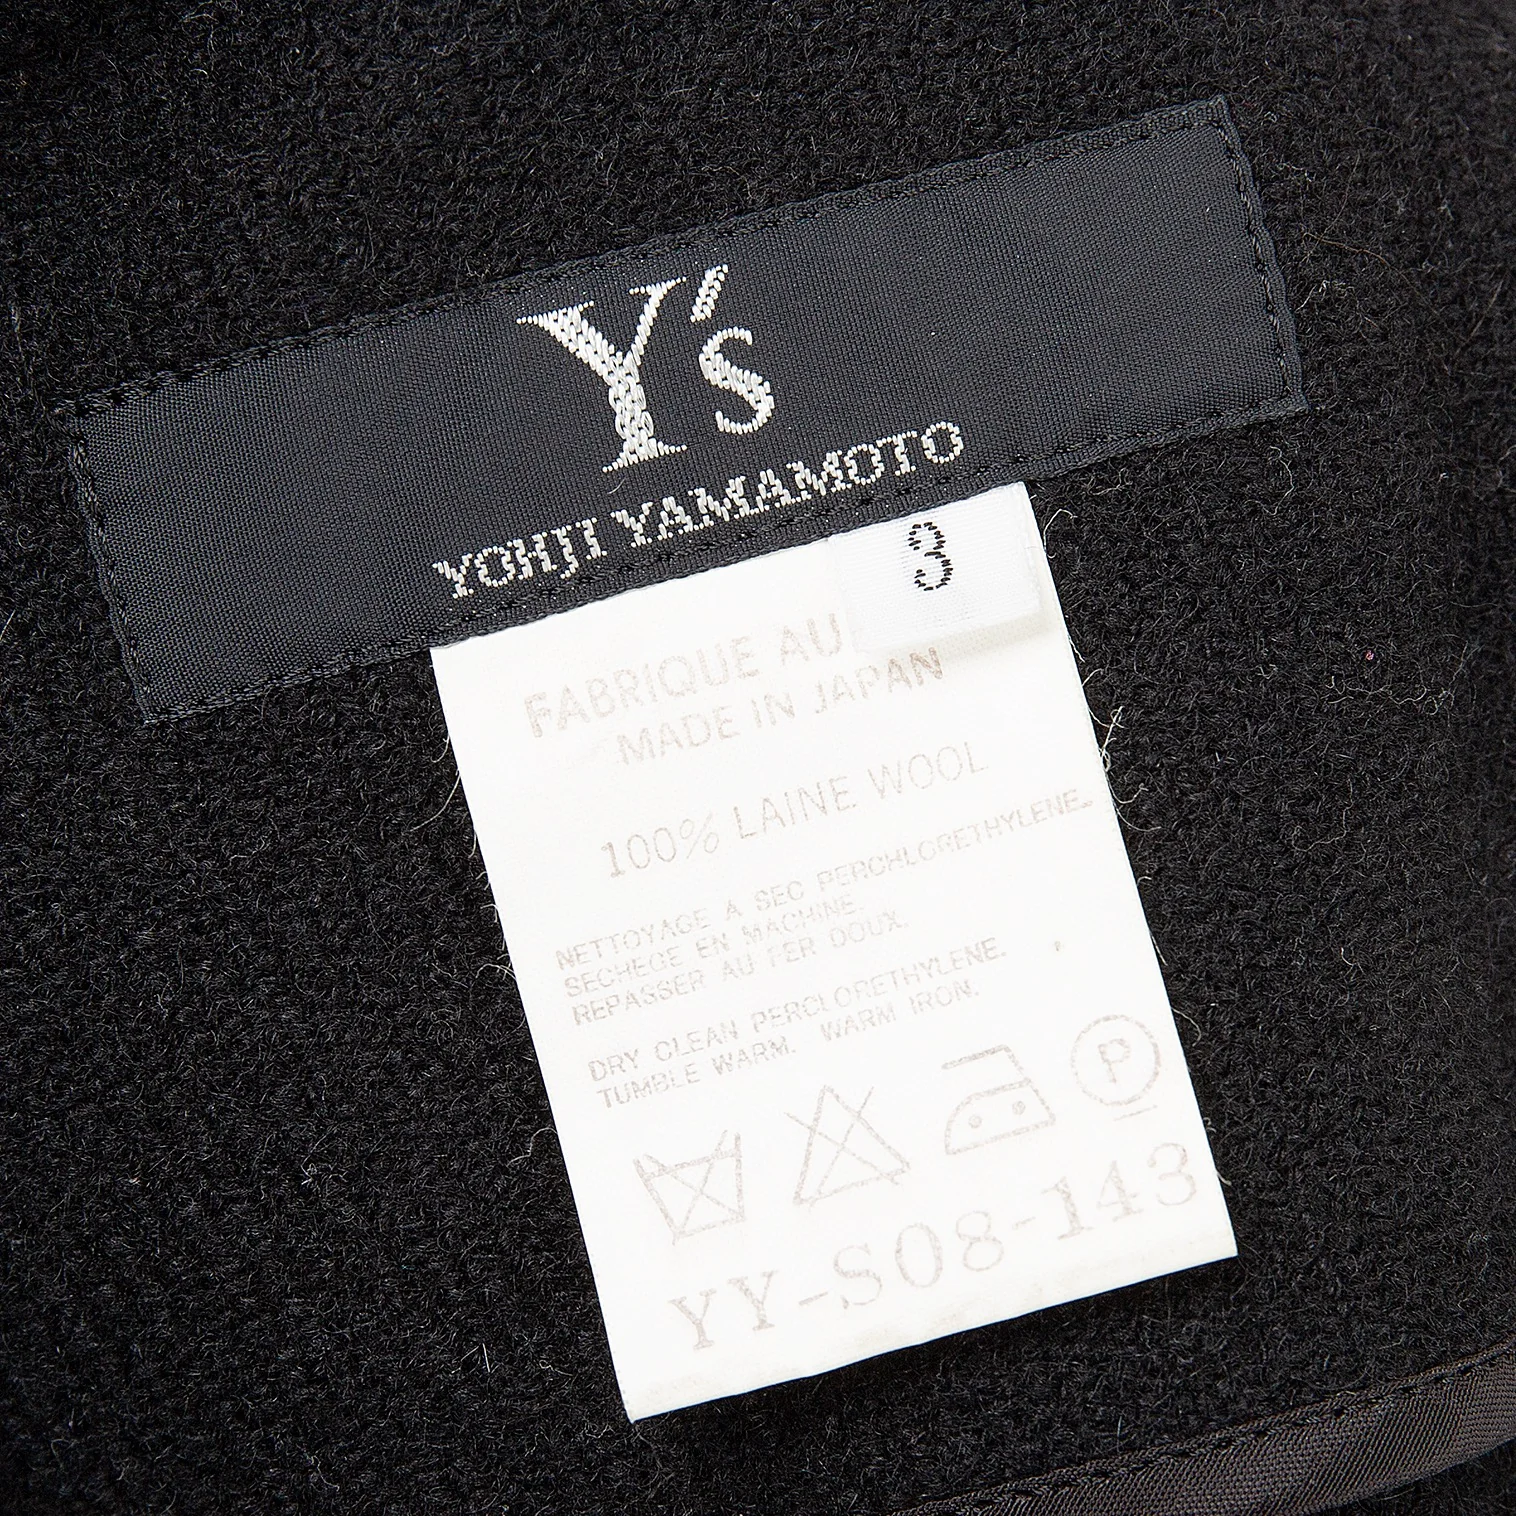 Y's
YOHJI YAMAMOTO
3
FABRIQUE AU
MADE IN JAPAN
100% LAINE WOOL
NETTOYAGE A SEC PERCHLORETHYLENE.
SECHEGE EN MACHINE.
REPASSER AU FER DOUX.
DRY CLEAN PERCLORETHYLENE.
TUMBLE WARM. WARM IRON.
P
YY-S08-143